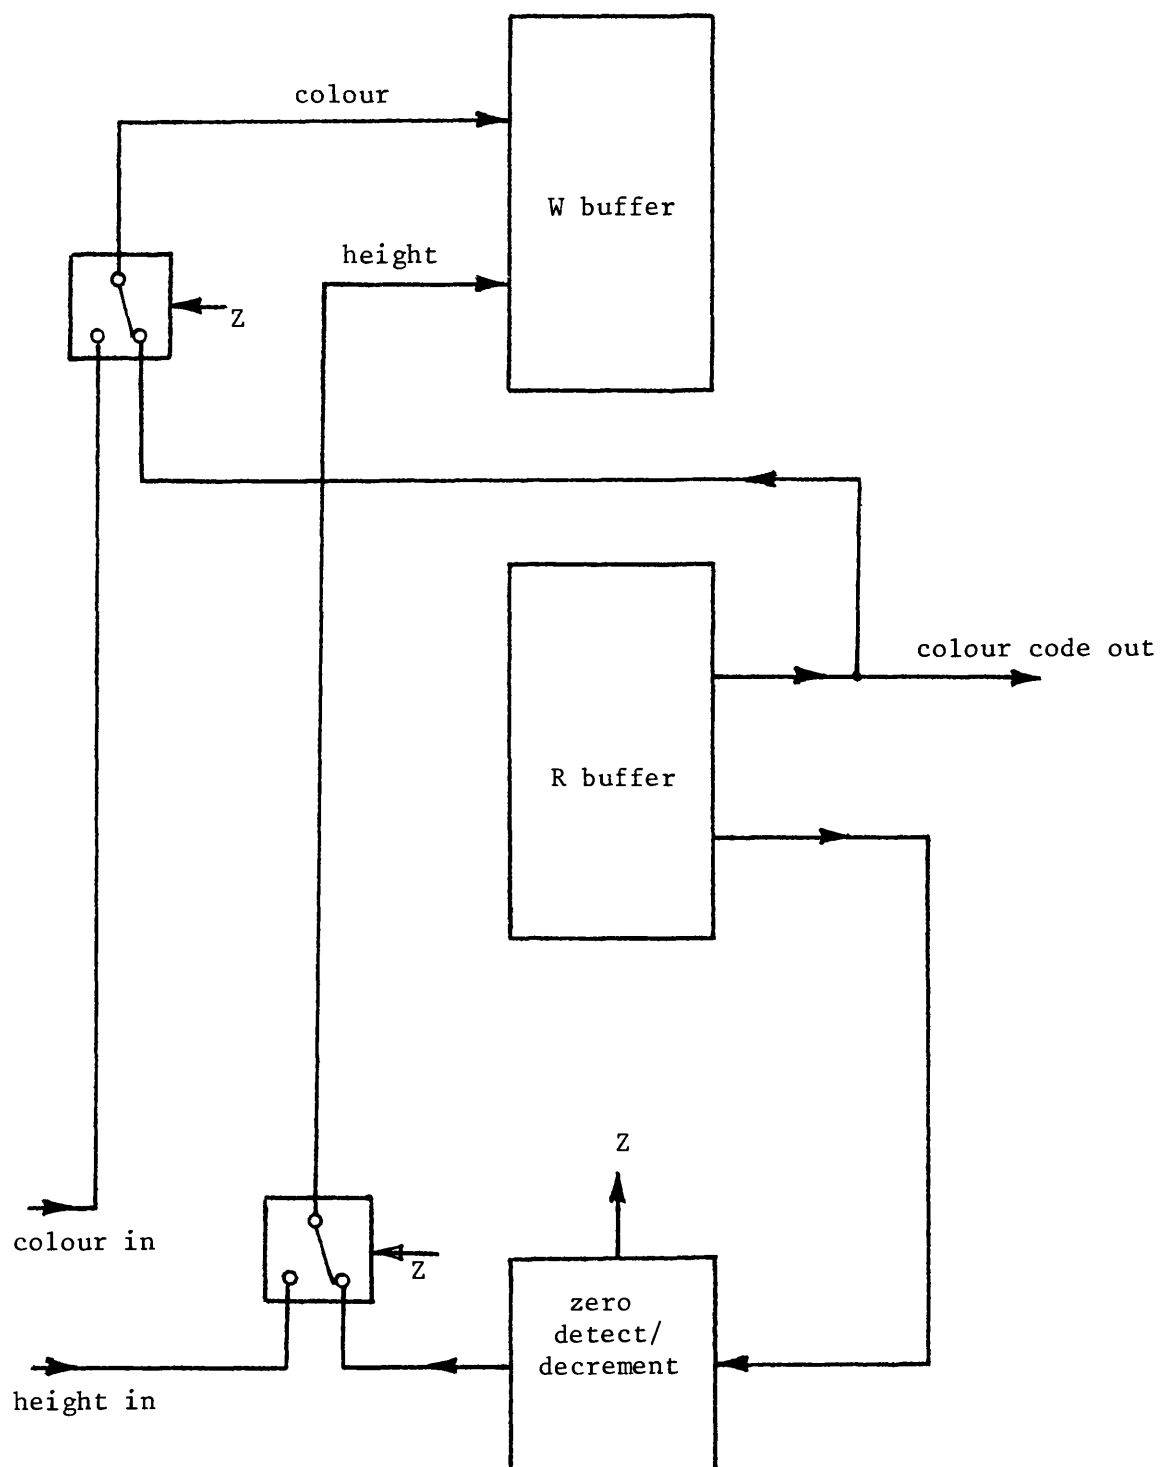 colour
W buffer
height
Z
colour code out
R buffer
Z
colour in
Z
zero
detect/
decrement
height in